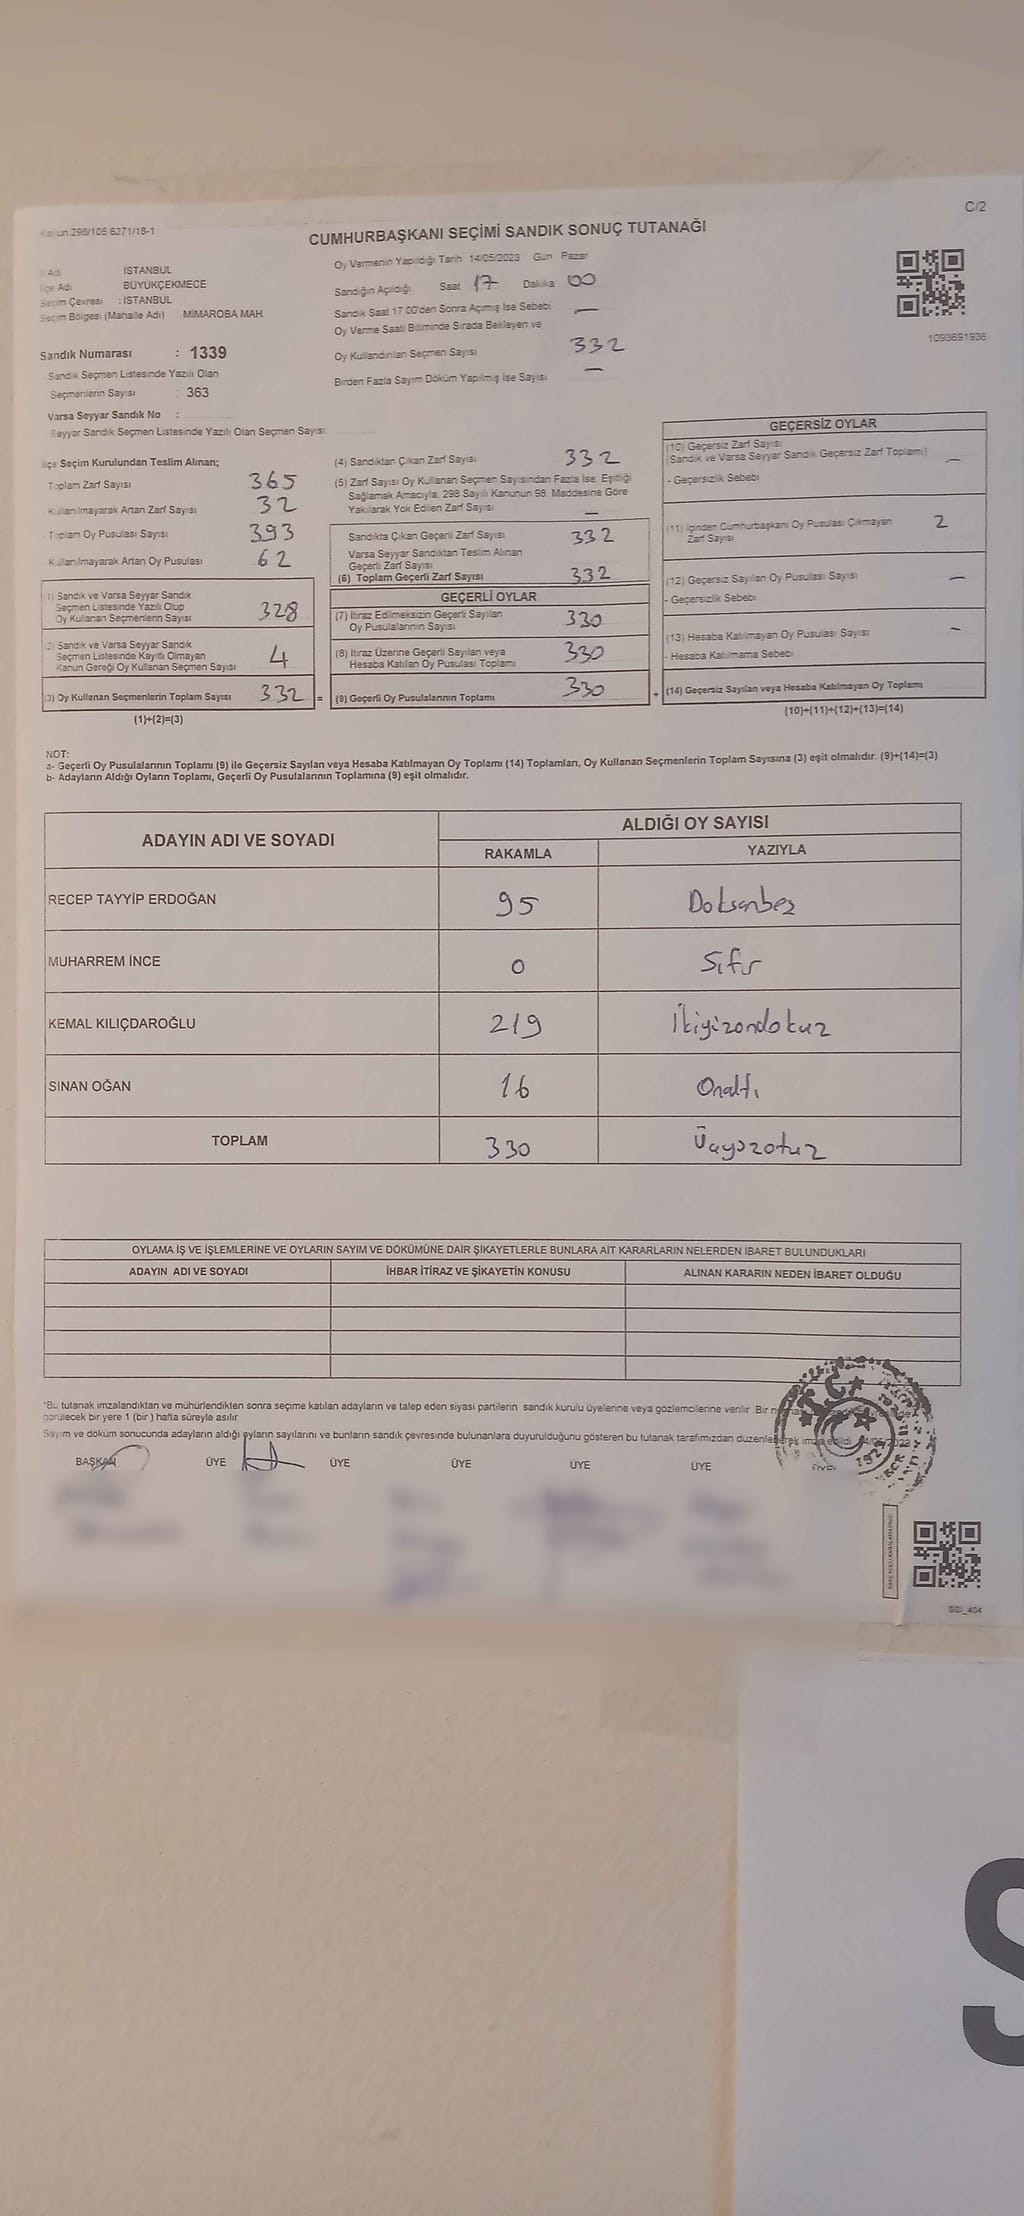 C/2
Kanun 298/105 6271/18-1
CUMHURBAŞKANI SEÇİMİ SANDIK SONUÇ TUTANAĞI
İl Adı İSTANBUL
İlçe Adı BÜYÜKÇEKMECE
Seçim Çevresi : İSTANBUL
Seçim Bölgesi (Mahalle Adı) MİMAROBA MAH.
Sandık Numarası : 1339
Sandık Seçmen Listesinde Yazılı Olan
Seçmenlerin Sayısı : 363
Varsa Seyyar Sandık No :
Seyyar Sandık Seçmen Listesinde Yazılı Olan Seçmen Sayısı
Oy Vermenin Yapıldığı Tarih 14/05/2023 Gün Pazar
Sandığın Açıldığı Saat 17 Dakika 00
Sandık Saat 17 00'den Sonra Açımış İse Sebebi —
Oy Verme Saati Bitiminde Sırada Bekleyen ve
Oy Kullandırılan Seçmen Sayısı 332
Birden Fazla Sayım Döküm Yapılmış İse Sayısı —
1093691936
İlçe Seçim Kurulundan Teslim Alınan;
Toplam Zarf Sayısı 365
Kullanılmayarak Artan Zarf Sayısı 32
Toplam Oy Pusulası Sayısı 393
Kullanılmayarak Artan Oy Pusulası 62
(1) Sandık ve Varsa Seyyar Sandık
Seçmen Listesinde Yazılı Olup
Oy Kullanan Seçmenlerin Sayısı 328
(2) Sandık ve Varsa Seyyar Sandık
Seçmen Listesinde Kayıtlı Olmayan
Kanun Gereği Oy Kullanan Seçmen Sayısı 4
(3) Oy Kullanan Seçmenlerin Toplam Sayısı 332 =
(1)+(2)=(3)
(4) Sandıktan Çıkan Zarf Sayısı 332
(5) Zarf Sayısı Oy Kullanan Seçmen Sayısından Fazla İse, Eşitliği
Sağlamak Amacıyla, 298 Sayılı Kanunun 98. Maddesine Göre
Yakılarak Yok Edilen Zarf Sayısı —
Sandıkta Çıkan Geçerli Zarf Sayısı 332
Varsa Seyyar Sandıktan Teslim Alınan
Geçerli Zarf Sayısı
(6) Toplam Geçerli Zarf Sayısı 332
GEÇERLİ OYLAR
(7) İtiraz Edilmeksizin Geçerli Sayılan
Oy Pusulalarının Sayısı 330
(8) İtiraz Üzerine Geçerli Sayılan veya
Hesaba Katılan Oy Pusulası Toplamı 330
(9) Geçerli Oy Pusulalarının Toplamı 330 +
GEÇERSİZ OYLAR
(10) Geçersiz Zarf Sayısı
(Sandık ve Varsa Seyyar Sandık Geçersiz Zarf Toplamı) —
- Geçersizlik Sebebi
(11) İçinden Cumhurbaşkanı Oy Pusulası Çıkmayan 2
Zarf Sayısı
(12) Geçersiz Sayılan Oy Pusulası Sayısı —
- Geçersizlik Sebebi
(13) Hesaba Katılmayan Oy Pusulası Sayısı —
- Hesaba Katılmama Sebebi
(14) Geçersiz Sayılan veya Hesaba Katılmayan Oy Toplamı
(10)+(11)+(12)+(13)=(14)
NOT:
a- Geçerli Oy Pusulalarının Toplamı (9) ile Geçersiz Sayılan veya Hesaba Katılmayan Oy Toplamı (14) Toplamları, Oy Kullanan Seçmenlerin Toplam Sayısına (3) eşit olmalıdır. (9)+(14)=(3)
b- Adayların Aldığı Oyların Toplamı, Geçerli Oy Pusulalarının Toplamına (9) eşit olmalıdır.
ADAYIN ADI VE SOYADI ALDIĞI OY SAYISI
RAKAMLA YAZIYLA
RECEP TAYYİP ERDOĞAN 95 Doksanbeş
MUHARREM İNCE 0 Sıfır
KEMAL KILIÇDAROĞLU 219 İkiyüzondokuz
SİNAN OĞAN 16 Onaltı
TOPLAM 330 Üçyüzotuz
OYLAMA İŞ VE İŞLEMLERİNE VE OYLARIN SAYIM VE DÖKÜMÜNE DAİR ŞİKAYETLERLE BUNLARA AİT KARARLARIN NELERDEN İBARET BULUNDUKLARI
ADAYIN ADI VE SOYADI İHBAR İTİRAZ VE ŞİKAYETİN KONUSU ALINAN KARARIN NEDEN İBARET OLDUĞU
*Bu tutanak imzalandıktan ve mühürlendikten sonra seçime katılan adayların ve talep eden siyasi partilerin sandık kurulu üyelerine veya gözlemcilerine verilir. Bir
görülecek bir yere 1 (bir) hafta süreyle asılır
Sayım ve döküm sonucunda adayların aldığı oyların sayılarını ve bunların sandık çevresinde bulunanlara duyurulduğunu gösteren bu tutanak tarafımızdan düzenlenerek imza edildi
BAŞKAN ÜYE ÜYE ÜYE ÜYE ÜYE
SSI_404
S